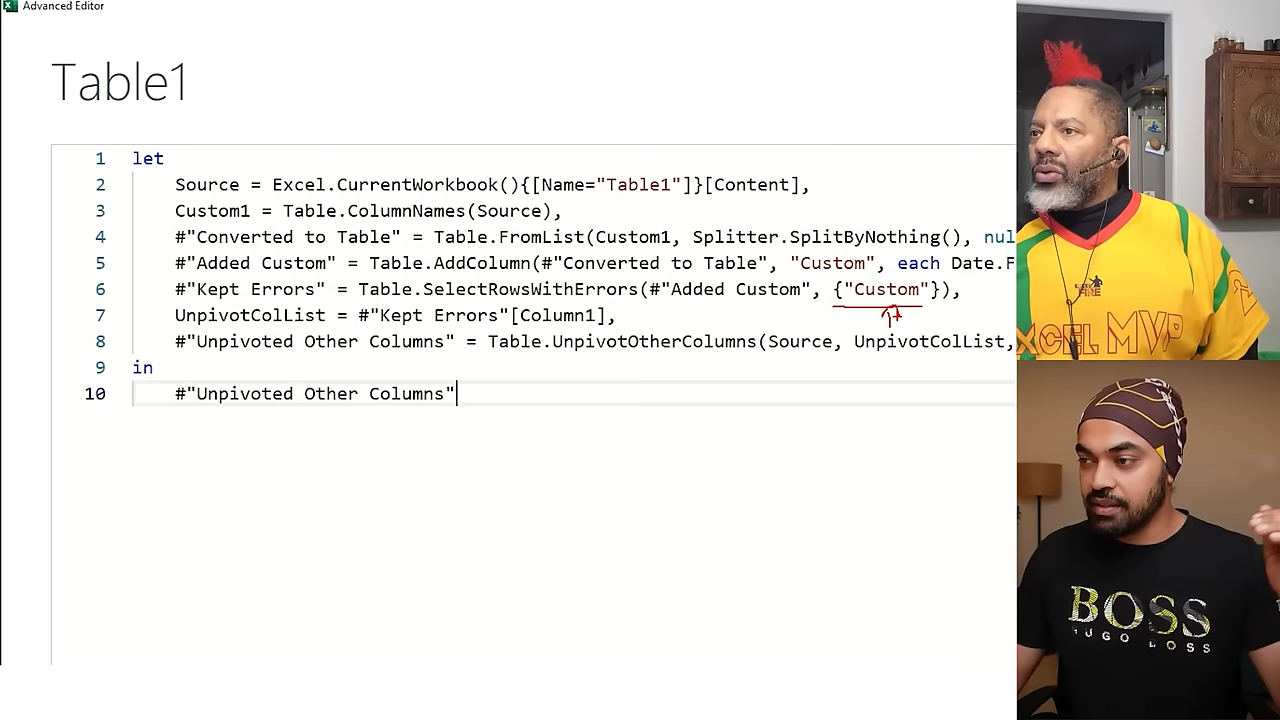 Advanced Editor
Table1
1 let
2 Source = Excel.CurrentWorkbook(){[Name="Table1"]}[Content],
3 Custom1 = Table.ColumnNames(Source),
4 #"Converted to Table" = Table.FromList(Custom1, Splitter.SplitByNothing(), nul
5 #"Added Custom" = Table.AddColumn(#"Converted to Table", "Custom", each Date.F
6 #"Kept Errors" = Table.SelectRowsWithErrors(#"Added Custom", {"Custom"}),
7 UnpivotColList = #"Kept Errors"[Column1],
8 #"Unpivoted Other Columns" = Table.UnpivotOtherColumns(Source, UnpivotColList,
9 in
10 #"Unpivoted Other Columns"
FIRE
XCEL MVP
BOSS
HUGO BOSS